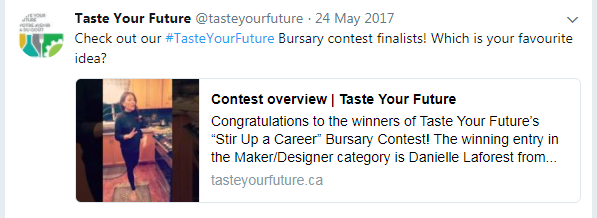 Taste Your Future @tasteyourfuture · 24 May 2017
Check out our #TasteYourFuture Bursary contest finalists! Which is your favourite
idea?
Contest overview | Taste Your Future
Congratulations to the winners of Taste Your Future's
“Stir Up a Career” Bursary Contest! The winning entry
in the Maker/Designer category is Danielle Laforest from...
tasteyourfuture.ca